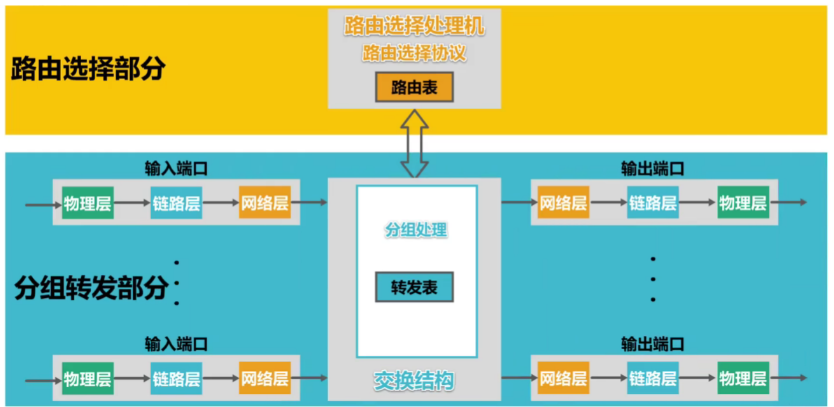 路由选择处理机
路由选择协议
路由选择部分
路由表
输入端口
输出端口
物理层
链路层
网络层
网络层
链路层
物理层
分组处理
分组转发部分
转发表
输入端口
输出端口
物理层
链路层
网络层
交换结构
网络层
链路层
物理层